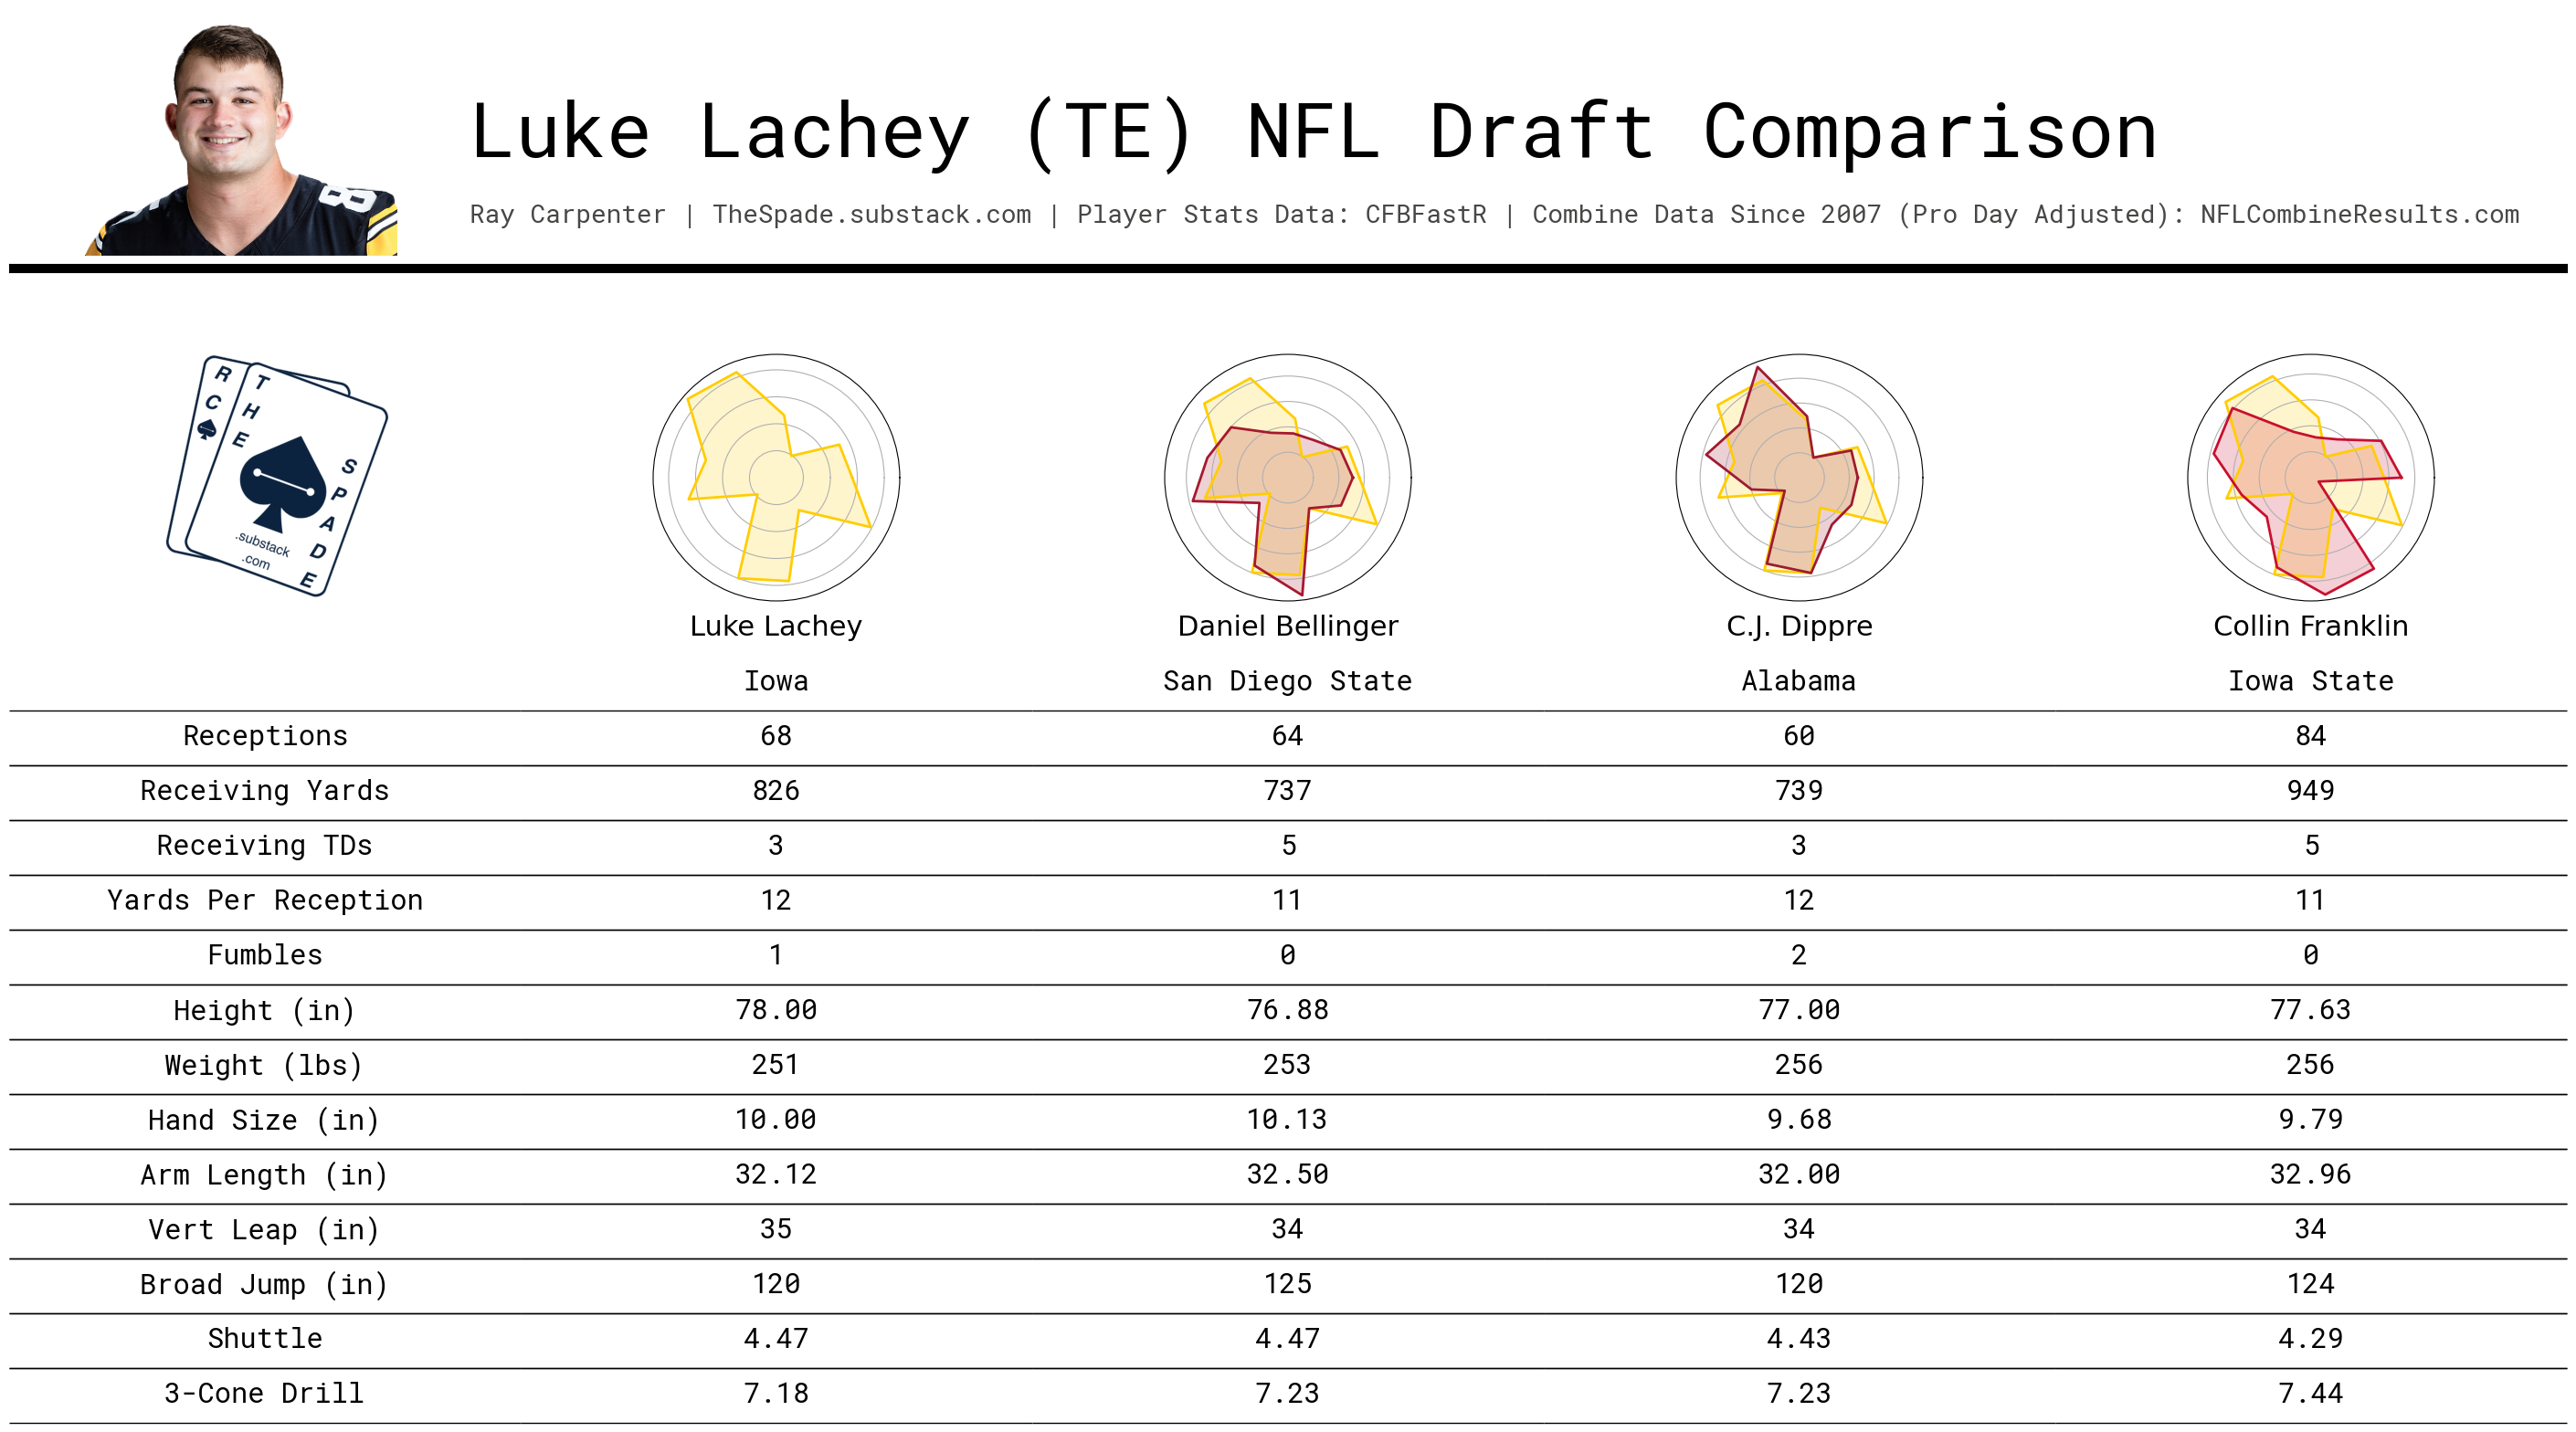 Luke Lachey (TE) NFL Draft Comparison
Ray Carpenter | TheSpade.substack.com | Player Stats Data: CFBFastR | Combine Data Since 2007 (Pro Day Adjusted): NFLCombineResults.com
8
R C
THE
SPADE
.substack
.com
Luke Lachey Daniel Bellinger C.J. Dippre Collin Franklin
Iowa San Diego State Alabama Iowa State
Receptions 68 64 60 84
Receiving Yards 826 737 739 949
Receiving TDs 3 5 3 5
Yards Per Reception 12 11 12 11
Fumbles 1 0 2 0
Height (in) 78.00 76.88 77.00 77.63
Weight (lbs) 251 253 256 256
Hand Size (in) 10.00 10.13 9.68 9.79
Arm Length (in) 32.12 32.50 32.00 32.96
Vert Leap (in) 35 34 34 34
Broad Jump (in) 120 125 120 124
Shuttle 4.47 4.47 4.43 4.29
3-Cone Drill 7.18 7.23 7.23 7.44